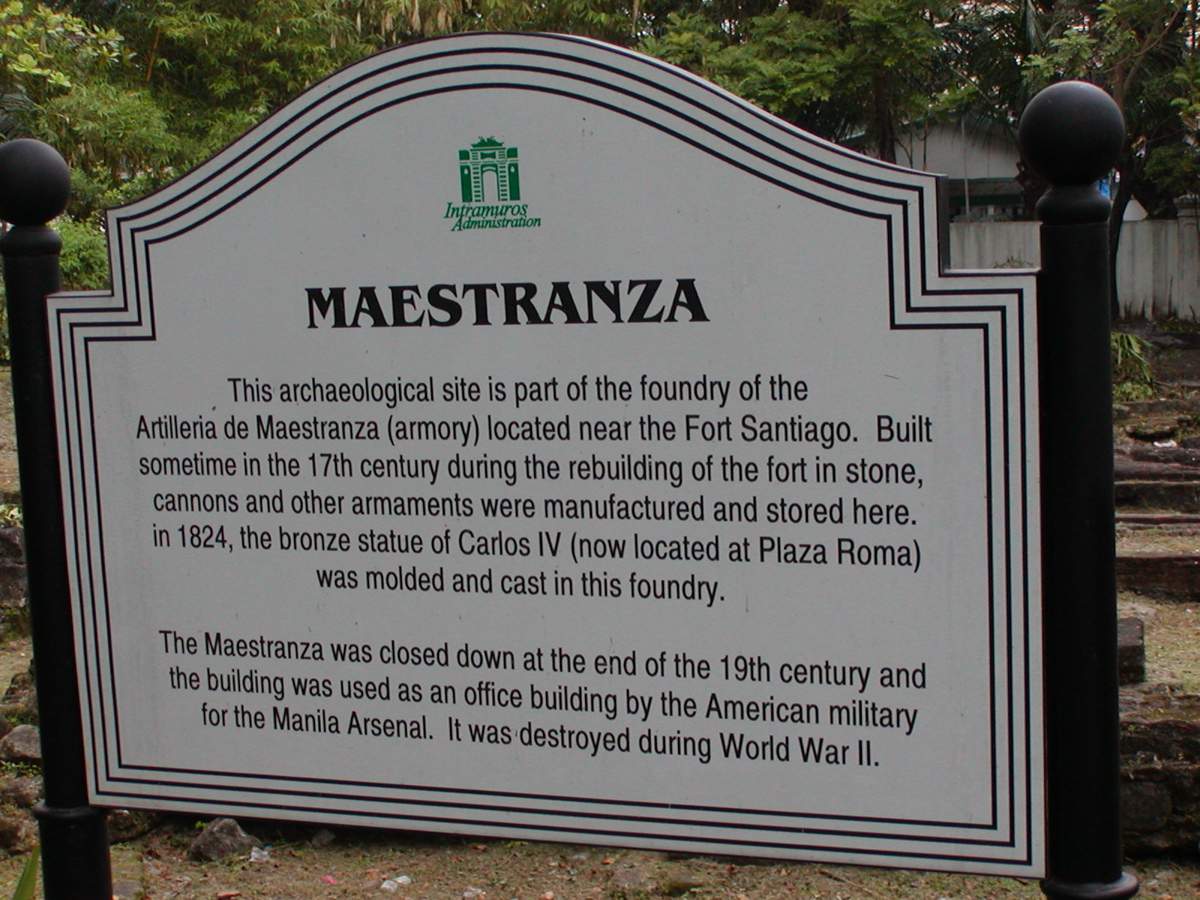 Intramuros
Administration
MAESTRANZA
This archaeological site is part of the foundry of the
Artilleria de Maestranza (armory) located near the Fort Santiago. Built
sometime in the 17th century during the rebuilding of the fort in stone,
cannons and other armaments were manufactured and stored here.
in 1824, the bronze statue of Carlos IV (now located at Plaza Roma)
was molded and cast in this foundry.
The Maestranza was closed down at the end of the 19th century and
the building was used as an office building by the American military
for the Manila Arsenal. It was destroyed during World War II.